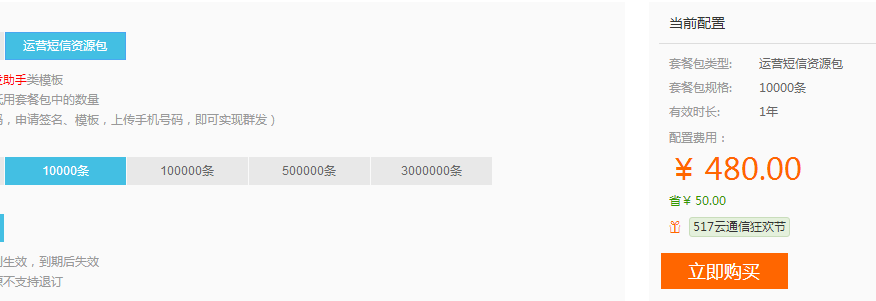 运营短信资源包
助手类模板
用套餐包中的数量
，申请签名、模板，上传手机号码，即可实现群发）
10000条
100000条
500000条
3000000条
生效，到期后失效
不支持退订
当前配置
套餐包类型: 运营短信资源包
套餐包规格: 10000条
有效时长: 1年
配置费用：
￥ 480.00
省￥ 50.00
517云通信狂欢节
立即购买